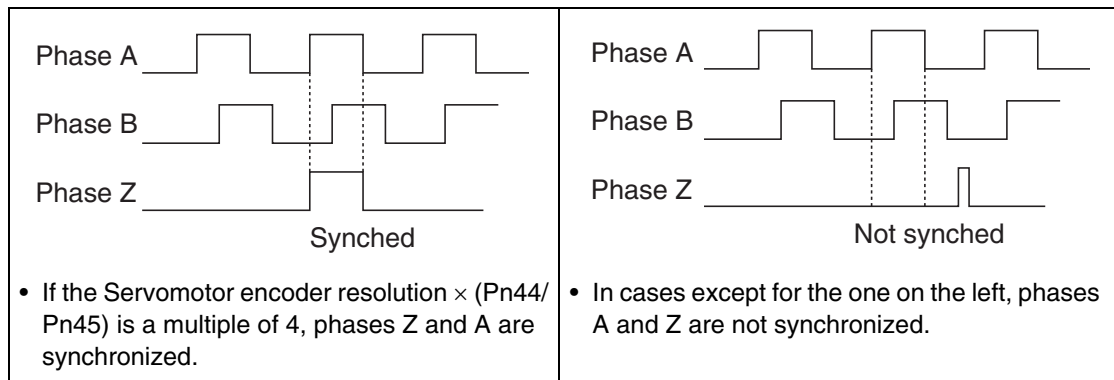 Phase A
Phase B
Phase Z
Synched
• If the Servomotor encoder resolution × (Pn44/
Pn45) is a multiple of 4, phases Z and A are
synchronized.
Phase A
Phase B
Phase Z
Not synched
• In cases except for the one on the left, phases
A and Z are not synchronized.